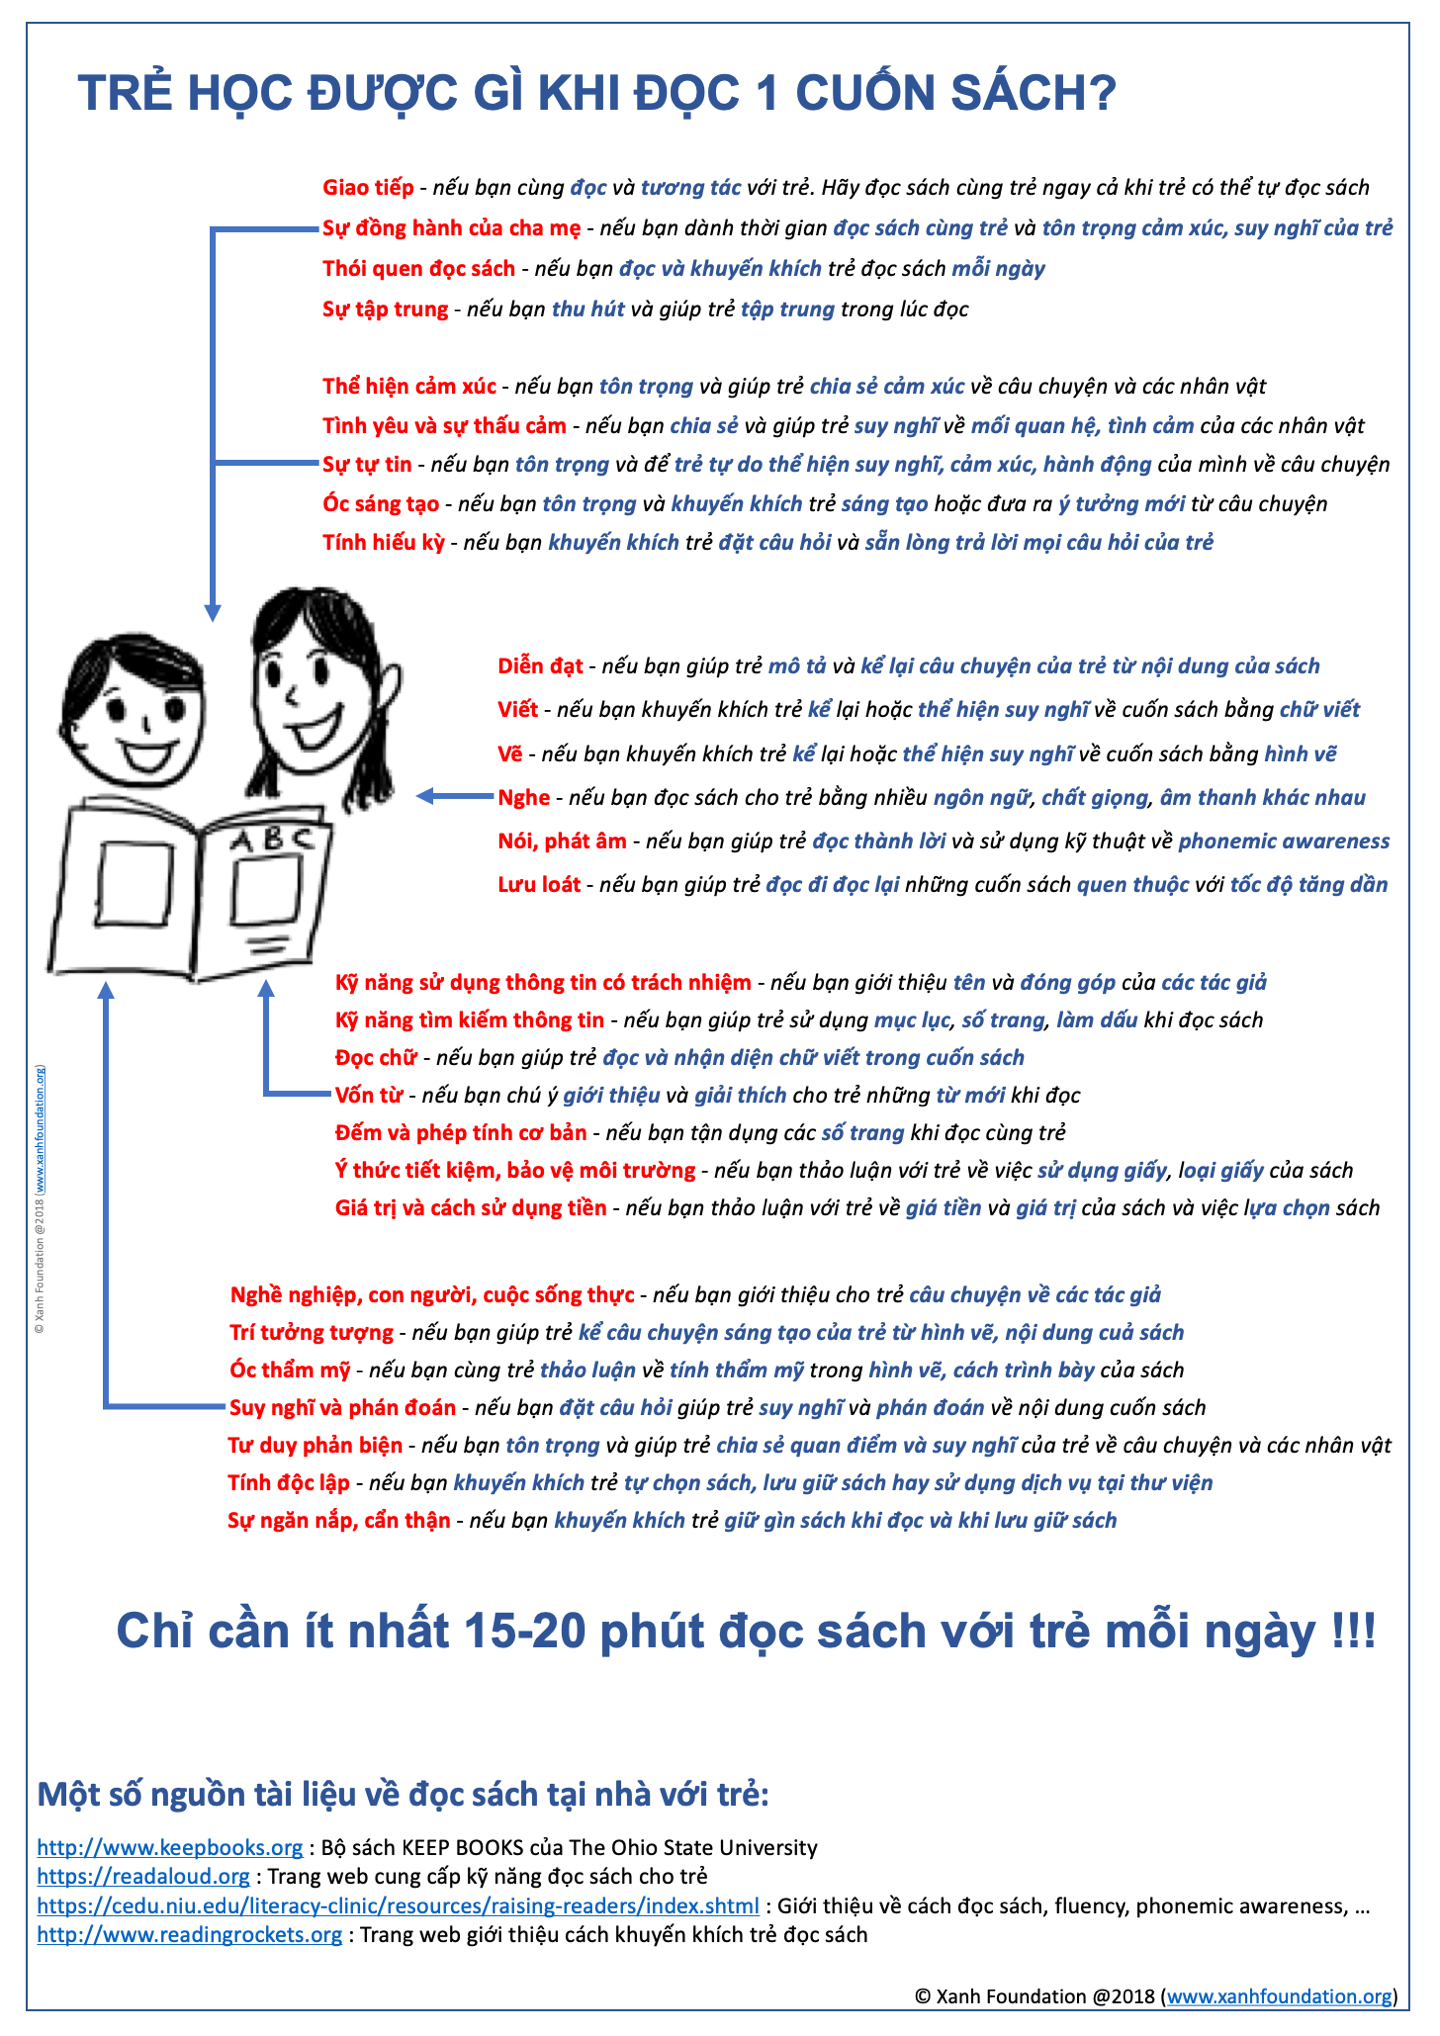 TRẺ HỌC ĐƯỢC GÌ KHI ĐỌC 1 CUỐN SÁCH?
Giao tiếp - nếu bạn cùng đọc và tương tác với trẻ. Hãy đọc sách cùng trẻ ngay cả khi trẻ có thể tự đọc sách
Sự đồng hành của cha mẹ - nếu bạn dành thời gian đọc sách cùng trẻ và tôn trọng cảm xúc, suy nghĩ của trẻ
Thói quen đọc sách - nếu bạn đọc và khuyến khích trẻ đọc sách mỗi ngày
Sự tập trung - nếu bạn thu hút và giúp trẻ tập trung trong lúc đọc
Thể hiện cảm xúc - nếu bạn tôn trọng và giúp trẻ chia sẻ cảm xúc về câu chuyện và các nhân vật
Tình yêu và sự thấu cảm - nếu bạn chia sẻ và giúp trẻ suy nghĩ về mối quan hệ, tình cảm của các nhân vật
Sự tự tin - nếu bạn tôn trọng và để trẻ tự do thể hiện suy nghĩ, cảm xúc, hành động của mình về câu chuyện
Óc sáng tạo - nếu bạn tôn trọng và khuyến khích trẻ sáng tạo hoặc đưa ra ý tưởng mới từ câu chuyện
Tính hiếu kỳ - nếu bạn khuyến khích trẻ đặt câu hỏi và sẵn lòng trả lời mọi câu hỏi của trẻ
Diễn đạt - nếu bạn giúp trẻ mô tả và kể lại câu chuyện của trẻ từ nội dung của sách
Viết - nếu bạn khuyến khích trẻ kể lại hoặc thể hiện suy nghĩ về cuốn sách bằng chữ viết
Vẽ - nếu bạn khuyến khích trẻ kể lại hoặc thể hiện suy nghĩ về cuốn sách bằng hình vẽ
Nghe - nếu bạn đọc sách cho trẻ bằng nhiều ngôn ngữ, chất giọng, âm thanh khác nhau
Nói, phát âm - nếu bạn giúp trẻ đọc thành lời và sử dụng kỹ thuật về phonemic awareness
Lưu loát - nếu bạn giúp trẻ đọc đi đọc lại những cuốn sách quen thuộc với tốc độ tăng dần
ABC
Kỹ năng sử dụng thông tin có trách nhiệm - nếu bạn giới thiệu tên và đóng góp của các tác giả
Kỹ năng tìm kiếm thông tin - nếu bạn giúp trẻ sử dụng mục lục, số trang, làm dấu khi đọc sách
Đọc chữ - nếu bạn giúp trẻ đọc và nhận diện chữ viết trong cuốn sách
Vốn từ - nếu bạn chú ý giới thiệu và giải thích cho trẻ những từ mới khi đọc
Đếm và phép tính cơ bản - nếu bạn tận dụng các số trang khi đọc cùng trẻ
Ý thức tiết kiệm, bảo vệ môi trường - nếu bạn thảo luận với trẻ về việc sử dụng giấy, loại giấy của sách
Giá trị và cách sử dụng tiền - nếu bạn thảo luận với trẻ về giá tiền và giá trị của sách và việc lựa chọn sách
© Xanh Foundation @2018 (www.xanhfoundation.org)
Nghề nghiệp, con người, cuộc sống thực - nếu bạn giới thiệu cho trẻ câu chuyện về các tác giả
Trí tưởng tượng - nếu bạn giúp trẻ kể câu chuyện sáng tạo của trẻ từ hình vẽ, nội dung cuả sách
Óc thẩm mỹ - nếu bạn cùng trẻ thảo luận về tính thẩm mỹ trong hình vẽ, cách trình bày của sách
Suy nghĩ và phán đoán - nếu bạn đặt câu hỏi giúp trẻ suy nghĩ và phán đoán về nội dung cuốn sách
Tư duy phản biện - nếu bạn tôn trọng và giúp trẻ chia sẻ quan điểm và suy nghĩ của trẻ về câu chuyện và các nhân vật
Tính độc lập - nếu bạn khuyến khích trẻ tự chọn sách, lưu giữ sách hay sử dụng dịch vụ tại thư viện
Sự ngăn nắp, cẩn thận - nếu bạn khuyến khích trẻ giữ gìn sách khi đọc và khi lưu giữ sách
Chỉ cần ít nhất 15-20 phút đọc sách với trẻ mỗi ngày !!!
Một số nguồn tài liệu về đọc sách tại nhà với trẻ:
http://www.keepbooks.org : Bộ sách KEEP BOOKS của The Ohio State University
https://readaloud.org : Trang web cung cấp kỹ năng đọc sách cho trẻ
https://cedu.niu.edu/literacy-clinic/resources/raising-readers/index.shtml : Giới thiệu về cách đọc sách, fluency, phonemic awareness, ...
http://www.readingrockets.org : Trang web giới thiệu cách khuyến khích trẻ đọc sách
© Xanh Foundation @2018 (www.xanhfoundation.org)